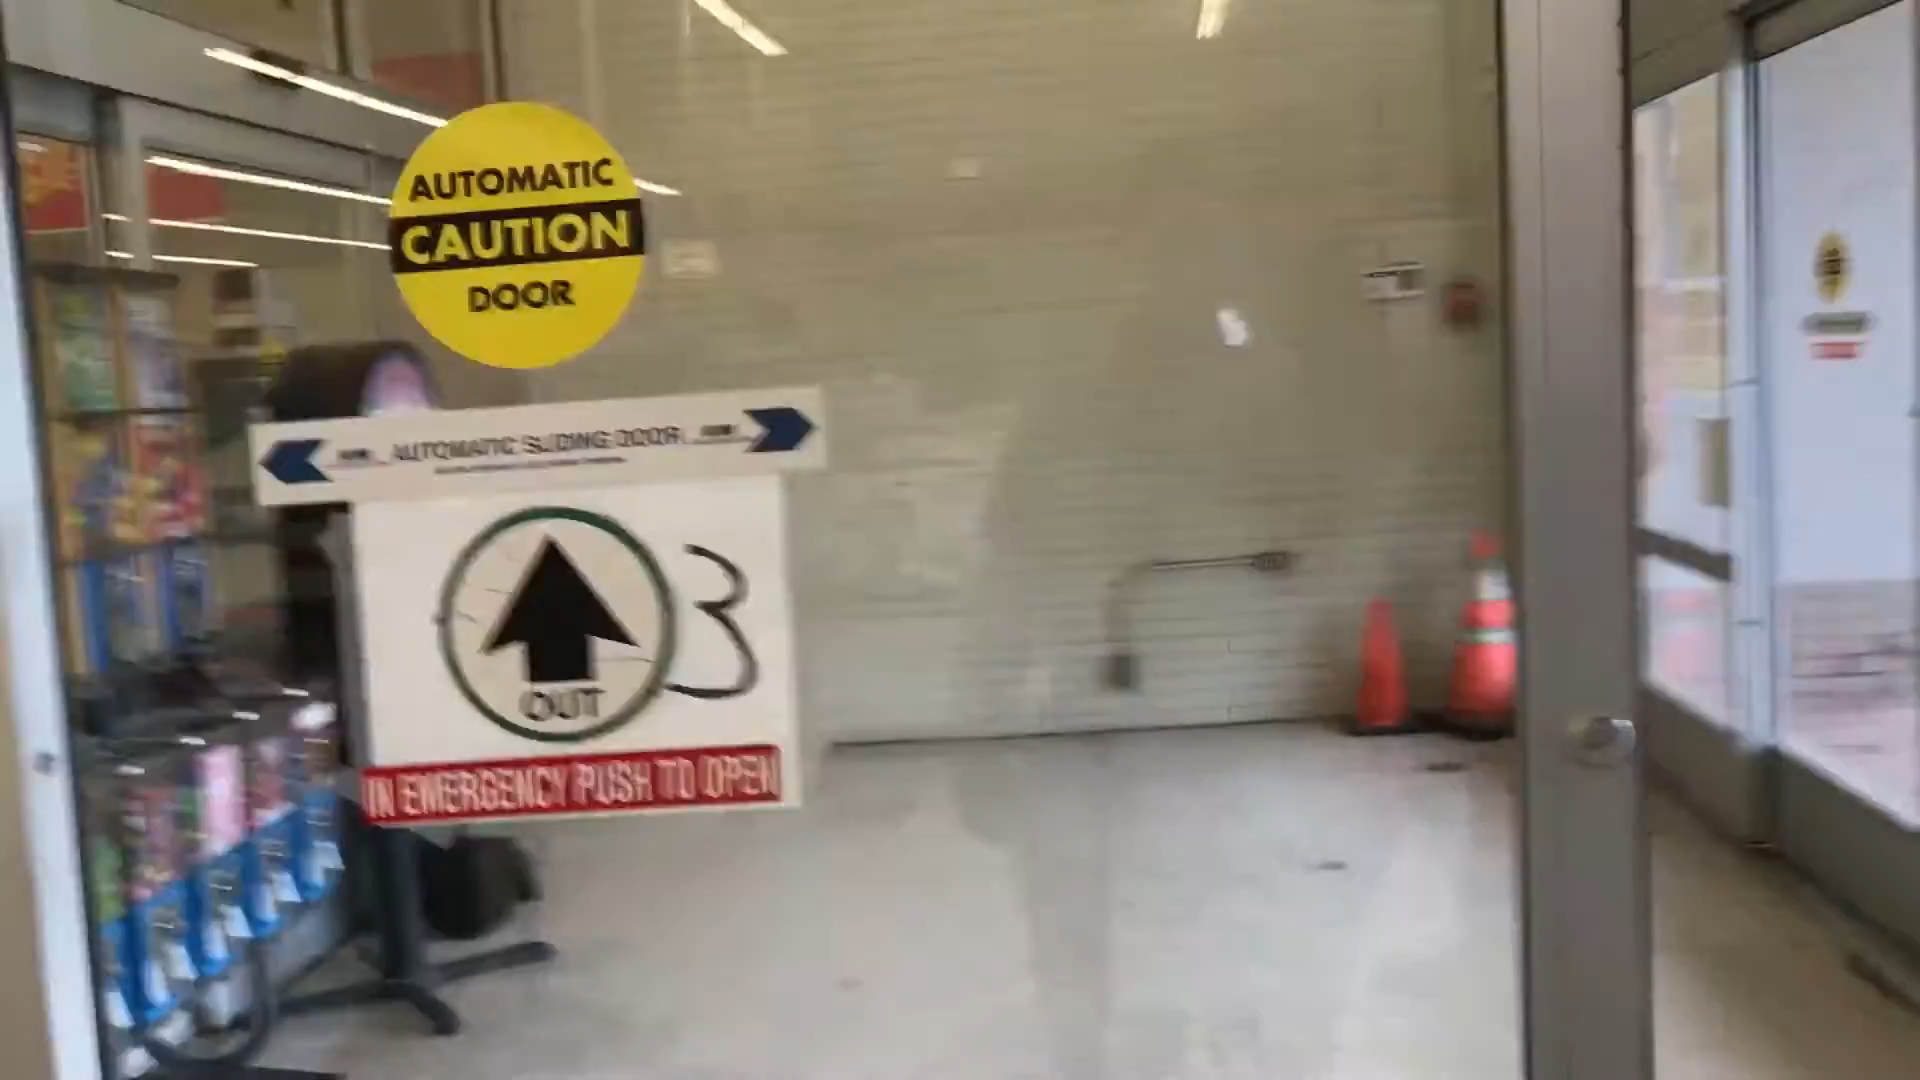 AUTOMATIC
CAUTION
DOOR
AUTOMATIC SLIDING DOOR
3
OUT
IN EMERGENCY PUSH TO OPEN